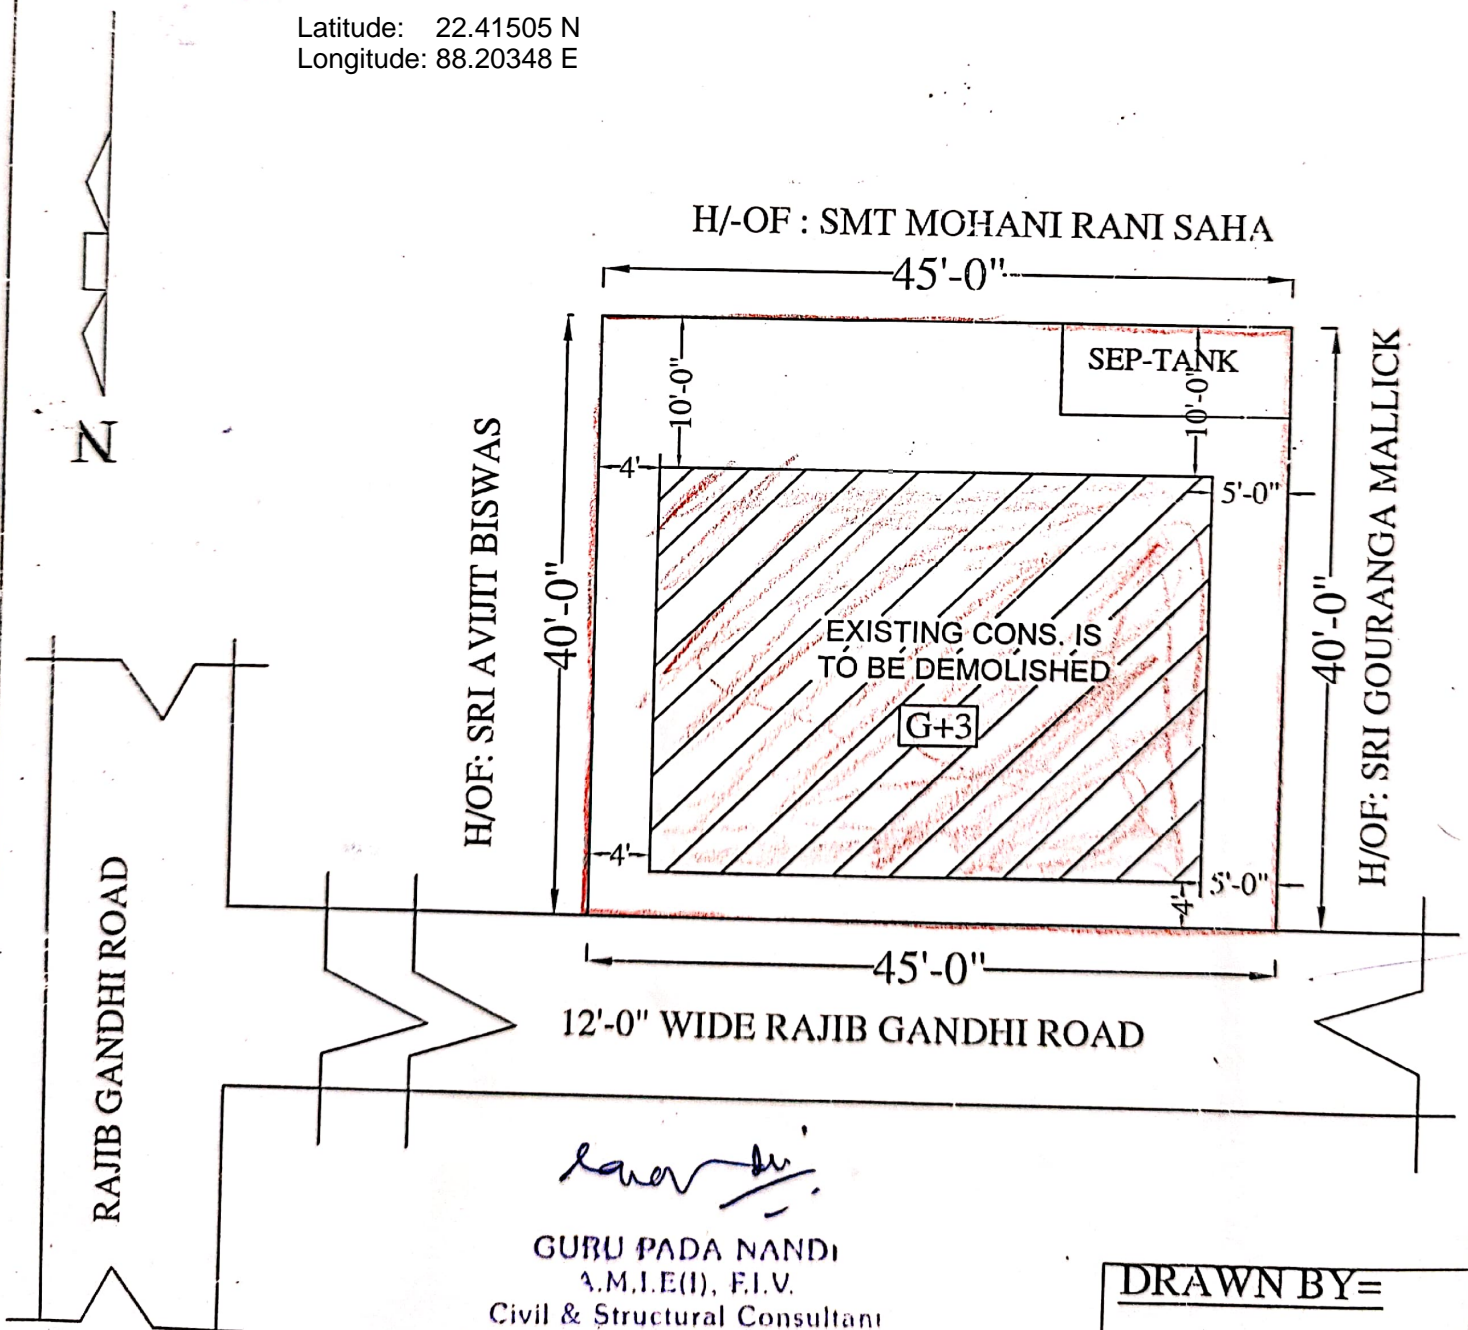 Latitude: 22.41505 N
Longitude: 88.20348 E
N
H/-OF : SMT MOHANI RANI SAHA
45'-0"
SEP-TANK
10'-0"
10'-0"
4'
5'-0"
H/OF: SRI AVIJIT BISWAS
40'-0"
40'-0"
H/OF: SRI GOURANGA MALLICK
EXISTING CONS. IS
TO BE DEMOLISHED
G+3
4'
5'-0"
4'
45'-0"
12'-0" WIDE RAJIB GANDHI ROAD
RAJIB GANDHI ROAD
GURU PADA NANDI
A.M.I.E(I), F.I.V.
Civil & Structural Consultant
DRAWN BY=